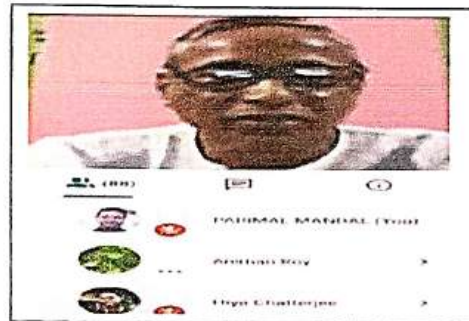 (88)
PARIMAL MANDAL (You)
Anirban Roy
Diya Chatterjee